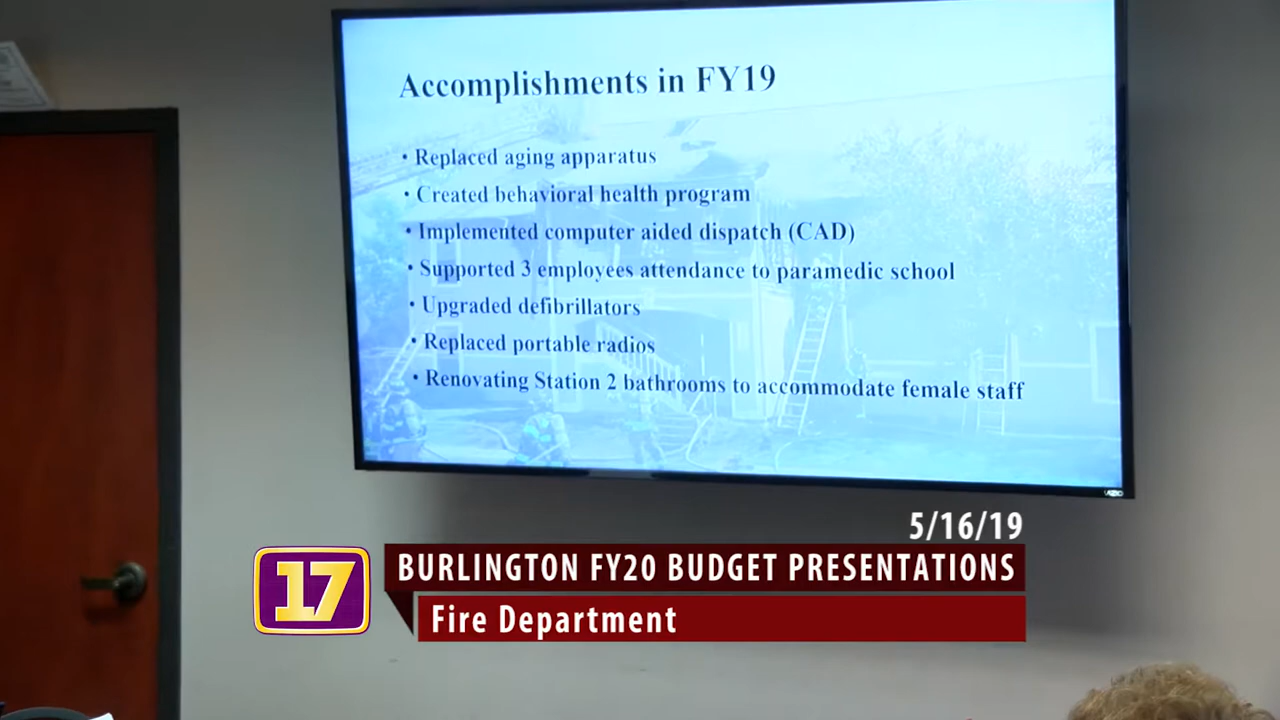 Accomplishments in FY19
• Replaced aging apparatus
• Created behavioral health program
• Implemented computer aided dispatch (CAD)
• Supported 3 employees attendance to paramedic school
• Upgraded defibrillators
• Replaced portable radios
• Renovating Station 2 bathrooms to accommodate female staff
VIZIO
5/16/19
17
BURLINGTON FY20 BUDGET PRESENTATIONS
Fire Department